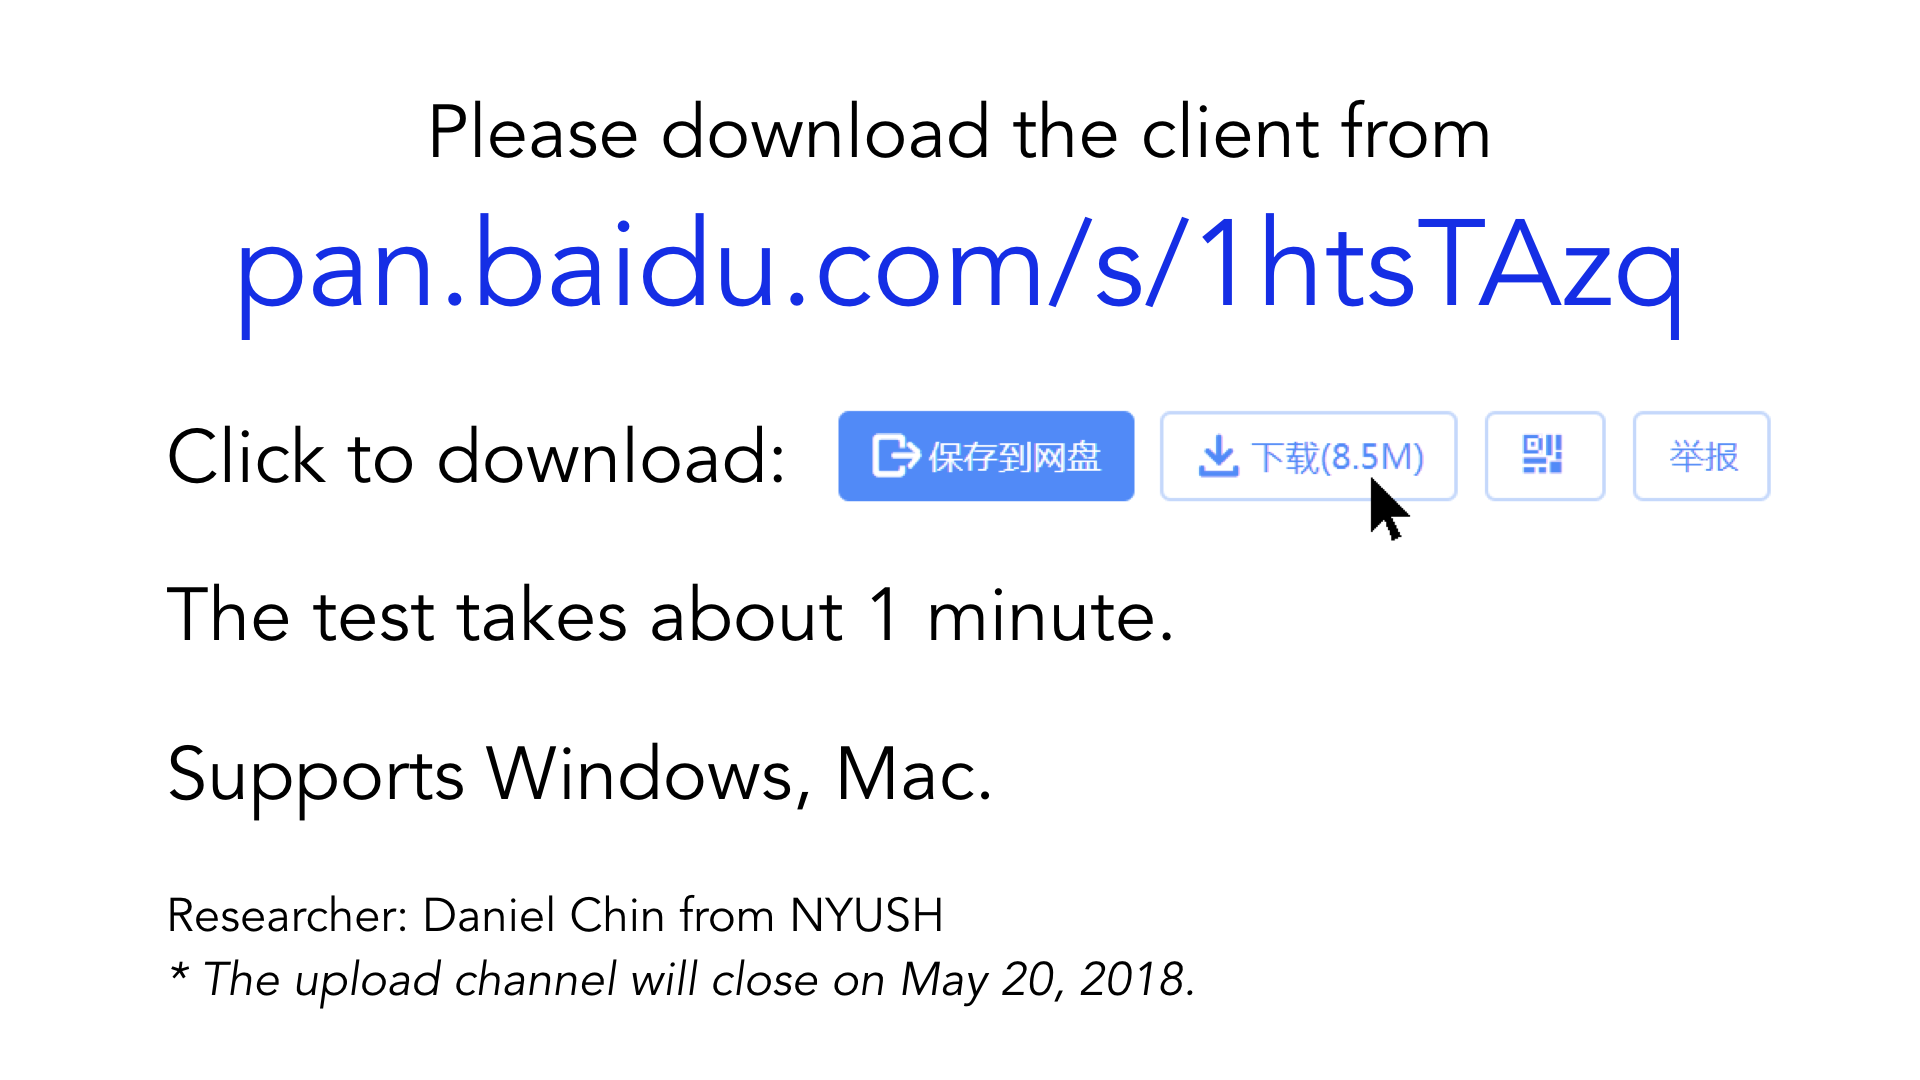 Please download the client from
pan.baidu.com/s/1htsTAzq
Click to download: 保存到网盘 下载(8.5M) 举报
The test takes about 1 minute.
Supports Windows, Mac.
Researcher: Daniel Chin from NYUSH
* The upload channel will close on May 20, 2018.